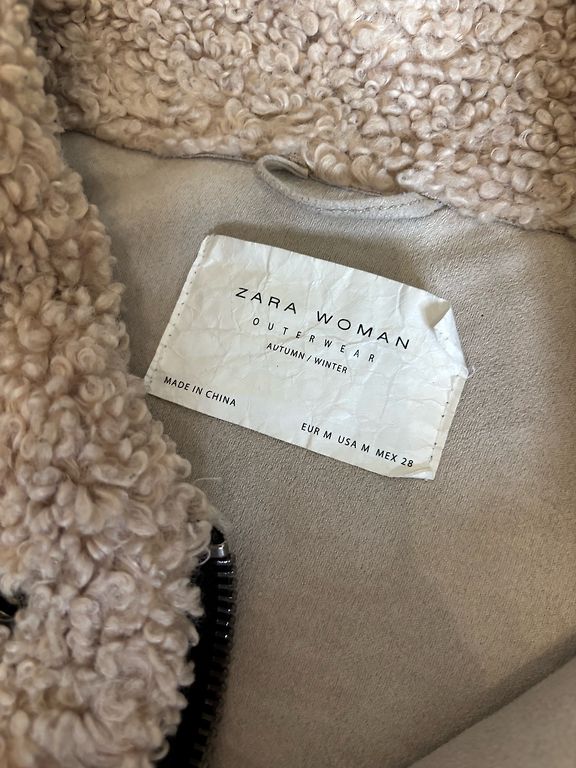 ZARA WOMAN
OUTERWEAR
AUTUMN / WINTER
MADE IN CHINA
EUR M USA M MEX 28